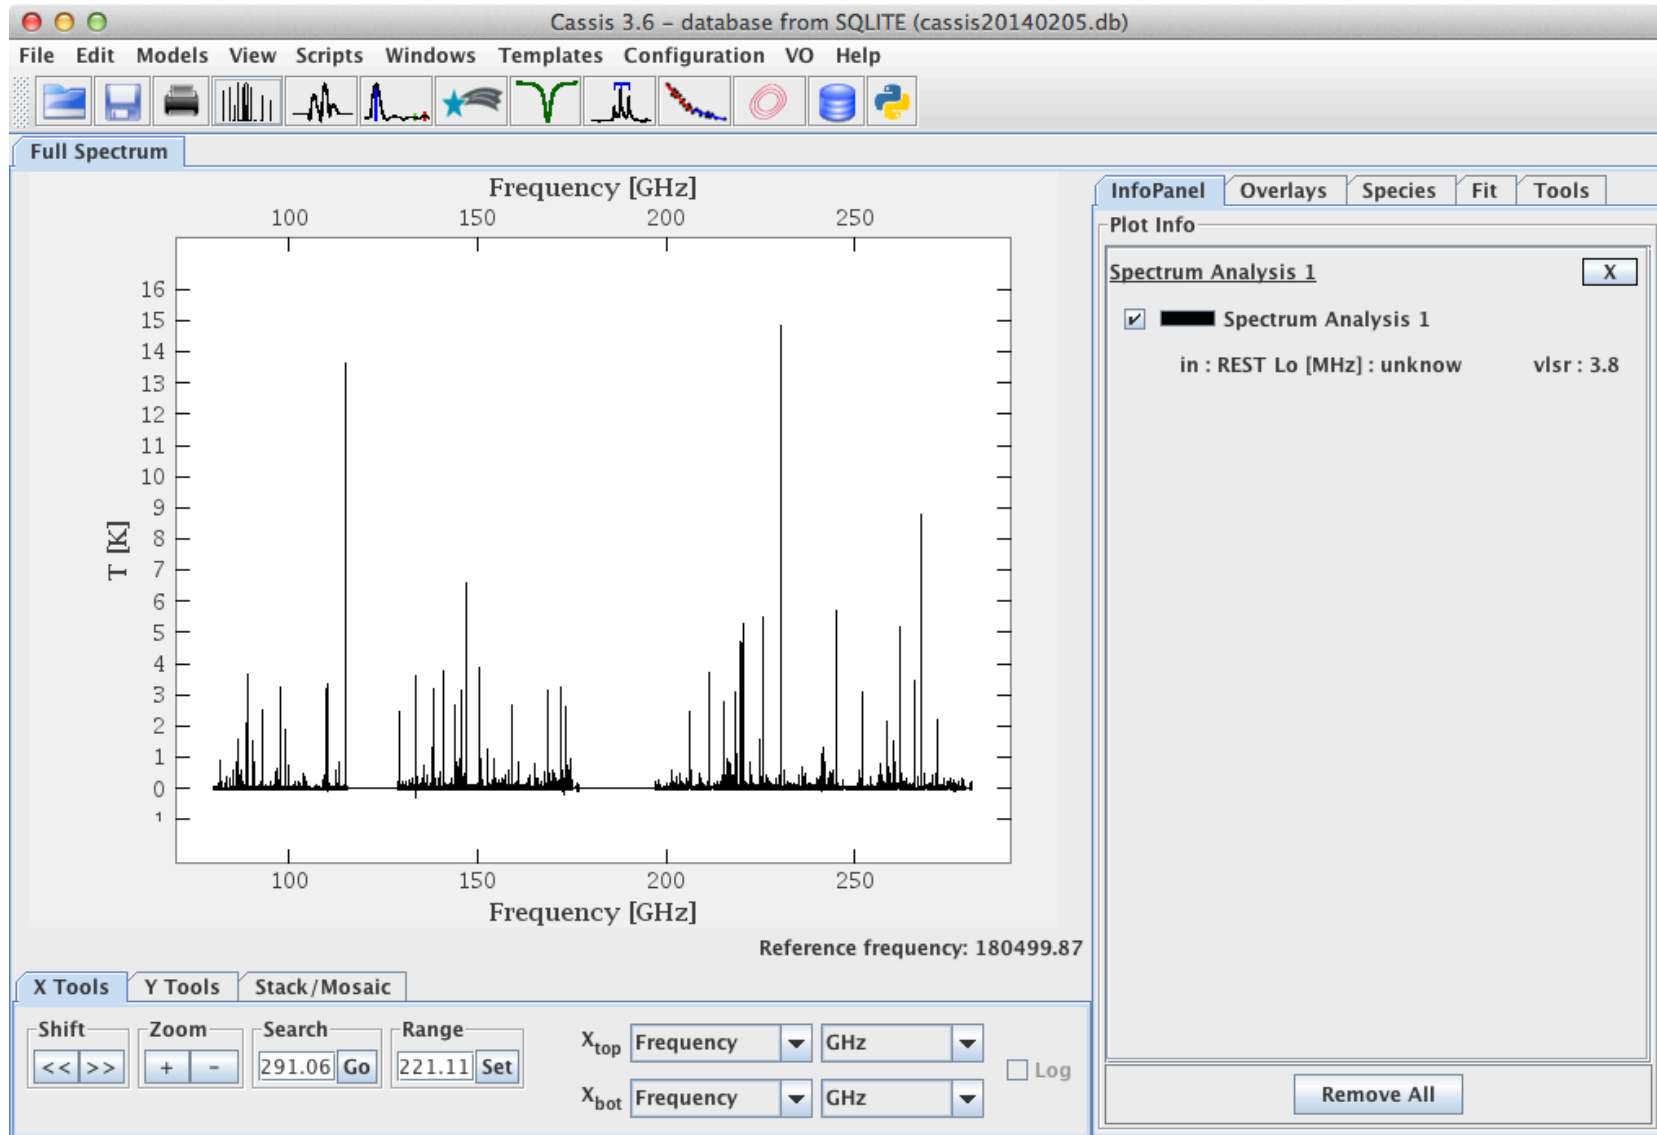 Cassis 3.6 – database from SQLITE (cassis20140205.db)
File Edit Models View Scripts Windows Templates Configuration VO Help
Full Spectrum
Frequency [GHz]
100 150 200 250
16
15
14
13
12
11
10
9
8
7
6
5
4
3
2
1
0
1
T [K]
100 150 200 250
Frequency [GHz]
Reference frequency: 180499.87
InfoPanel Overlays Species Fit Tools
Plot Info
Spectrum Analysis 1 X
Spectrum Analysis 1
in : REST Lo [MHz] : unknow vlsr : 3.8
Remove All
X Tools Y Tools Stack/Mosaic
Shift Zoom Search Range
<< >> + - 291.06 Go 221.11 Set
Xtop Frequency GHz
Log
Xbot Frequency GHz